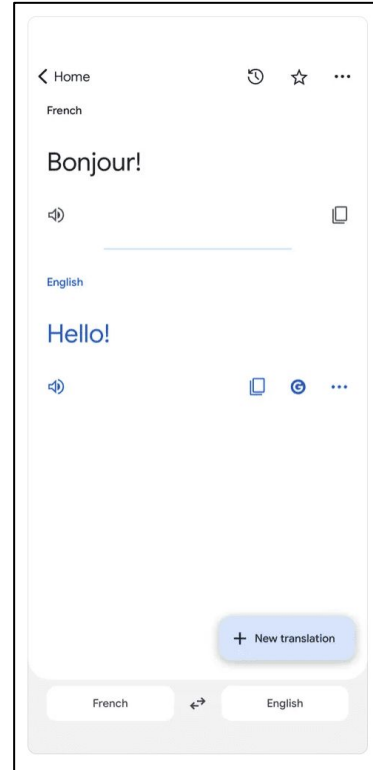 Home
French
Bonjour!
English
Hello!
G
+ New translation
French
English